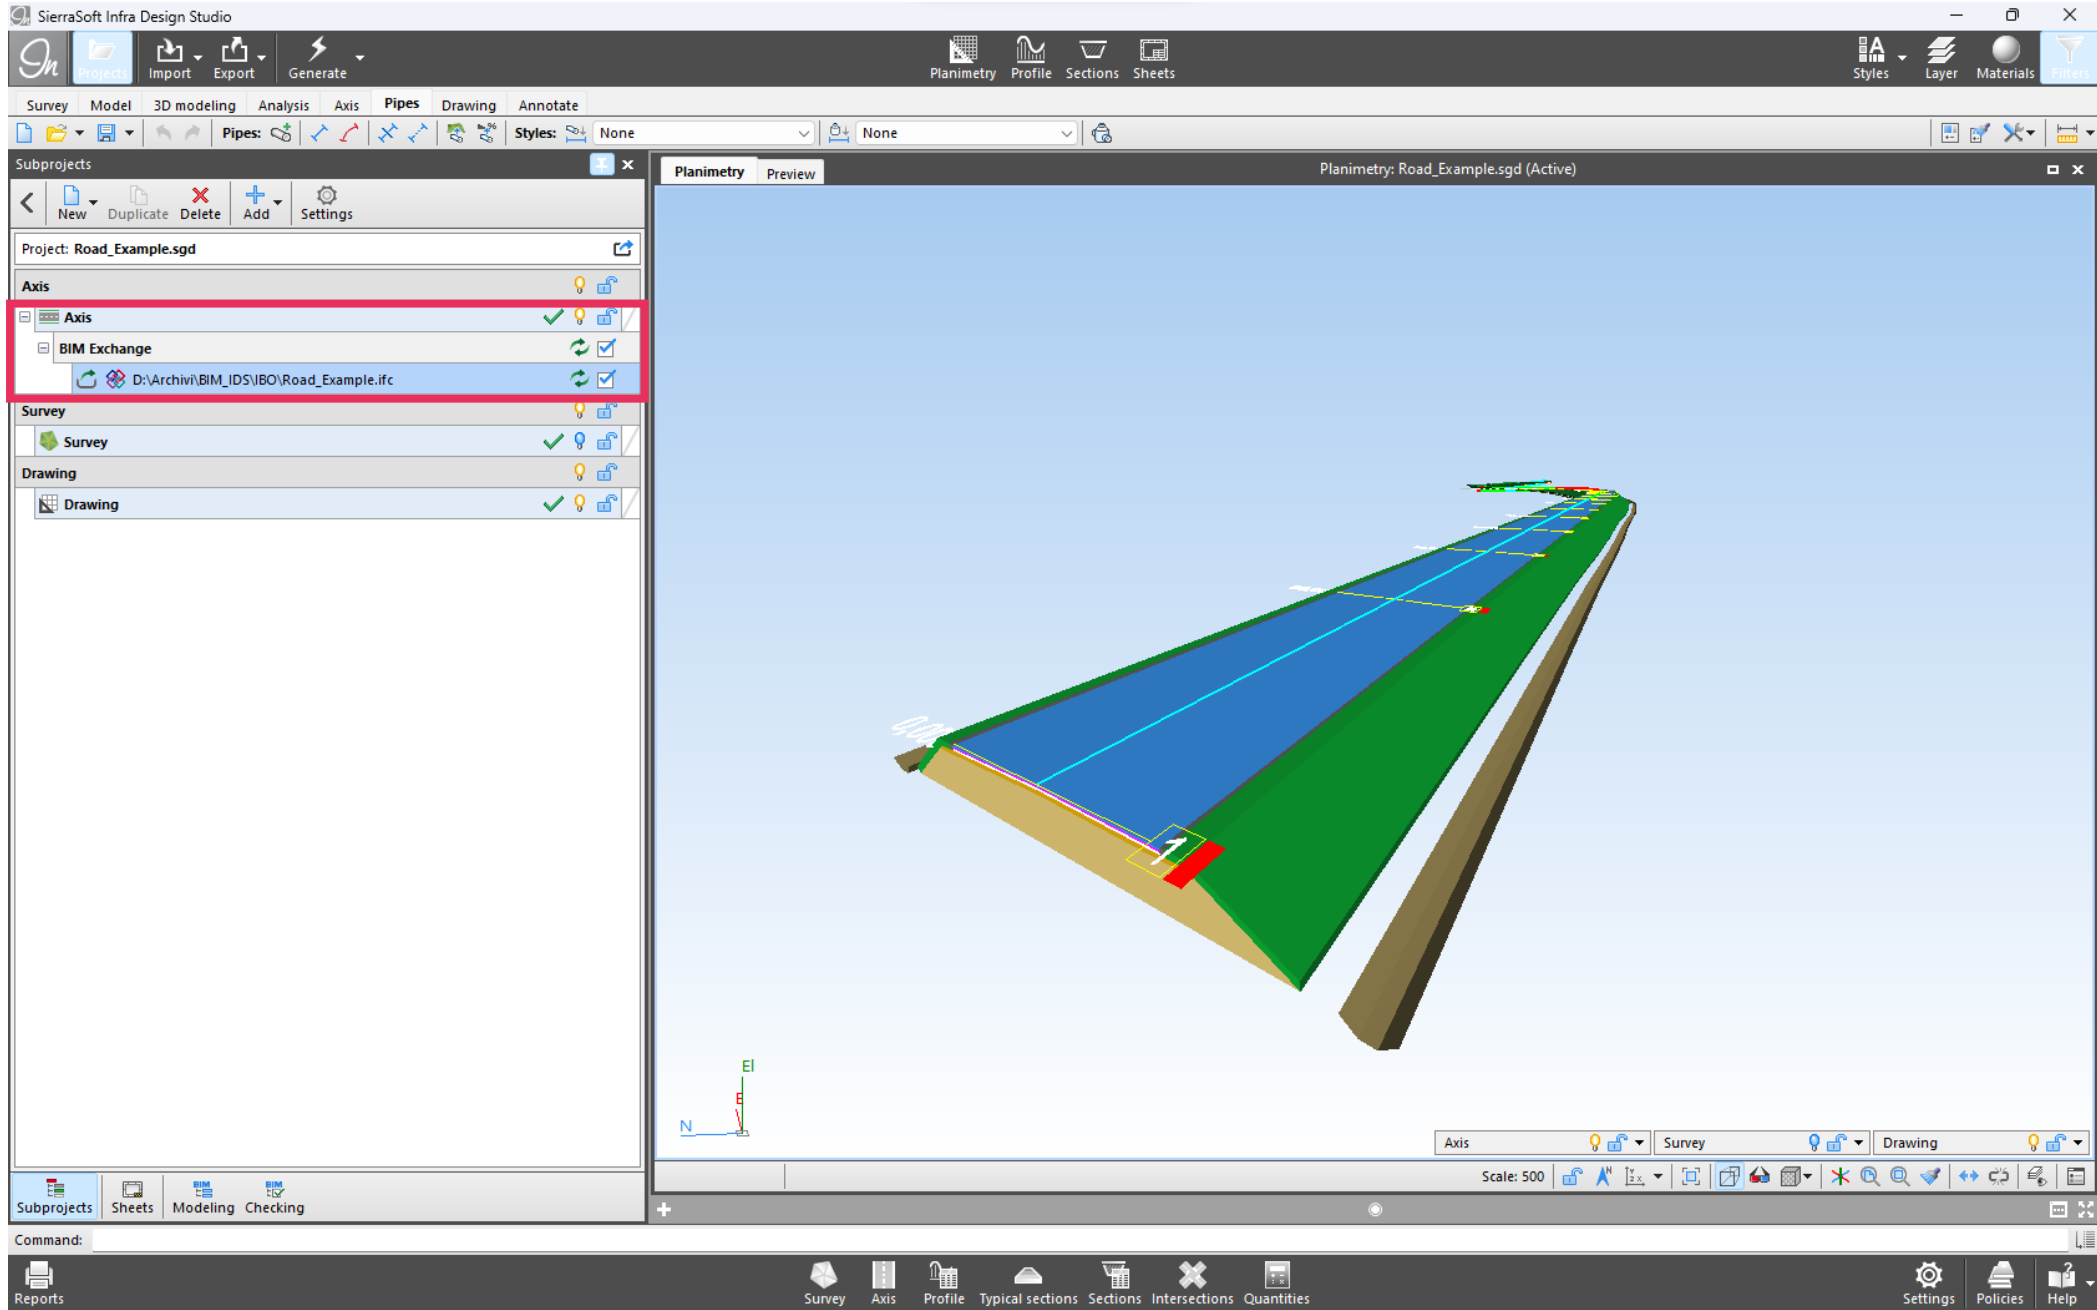 SierraSoft Infra Design Studio
Projects Import Export Generate Planimetry Profile Sections Sheets Styles Layer Materials Filters
Survey Model 3D modeling Analysis Axis Pipes Drawing Annotate
Pipes: Styles: None None
Subprojects
Planimetry Preview Planimetry: Road_Example.sgd (Active)
New Duplicate Delete Add Settings
Project: Road_Example.sgd
Axis
Axis
BIM Exchange
D:\Archivi\BIM_IDS\IBO\Road_Example.ifc
Survey
Survey
Drawing
Drawing
1
El
E
N
Axis Survey Drawing
Scale: 500
Subprojects Sheets Modeling Checking
Command:
Reports Survey Axis Profile Typical sections Sections Intersections Quantities Settings Policies Help